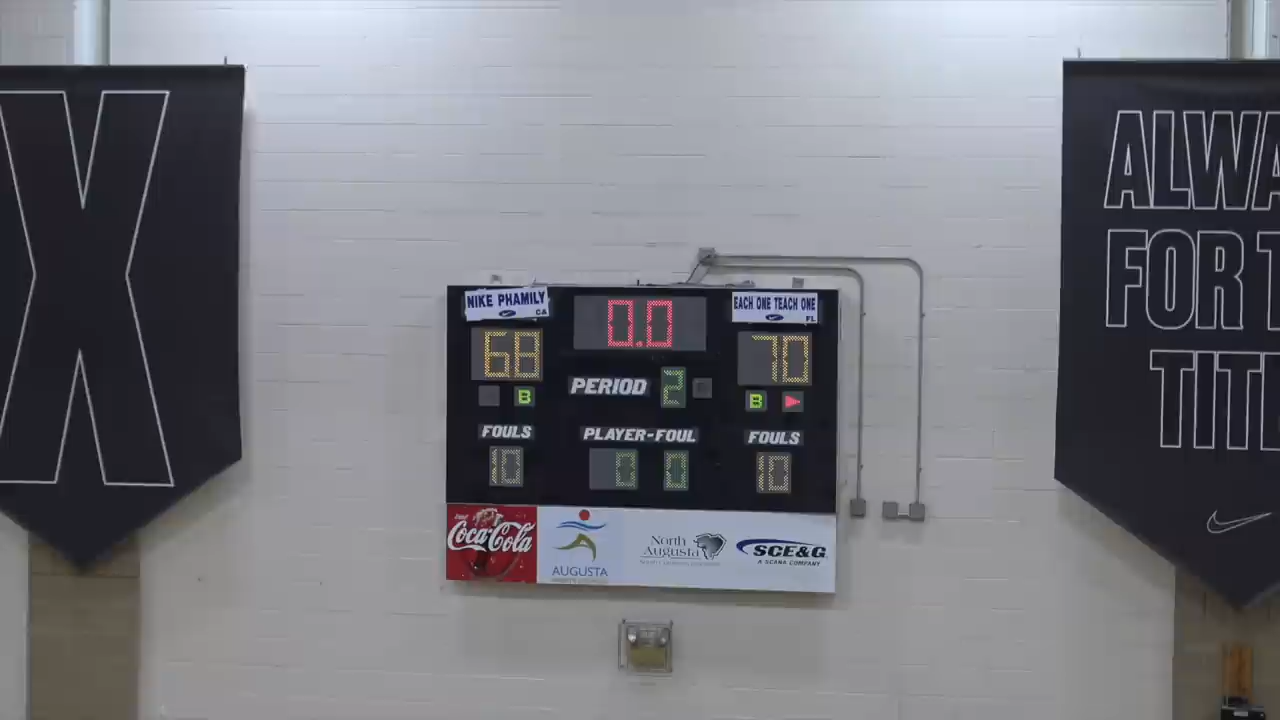 X
ALWA
FOR T
TITL
NIKE PHAMILY
CA
0.0
EACH ONE TEACH ONE
FL
68
70
PERIOD 2
B
B
FOULS
PLAYER-FOUL
FOULS
10
0 0
10
Coca-Cola
AUGUSTA
North
Augusta
SCE&G
A SCANA COMPANY